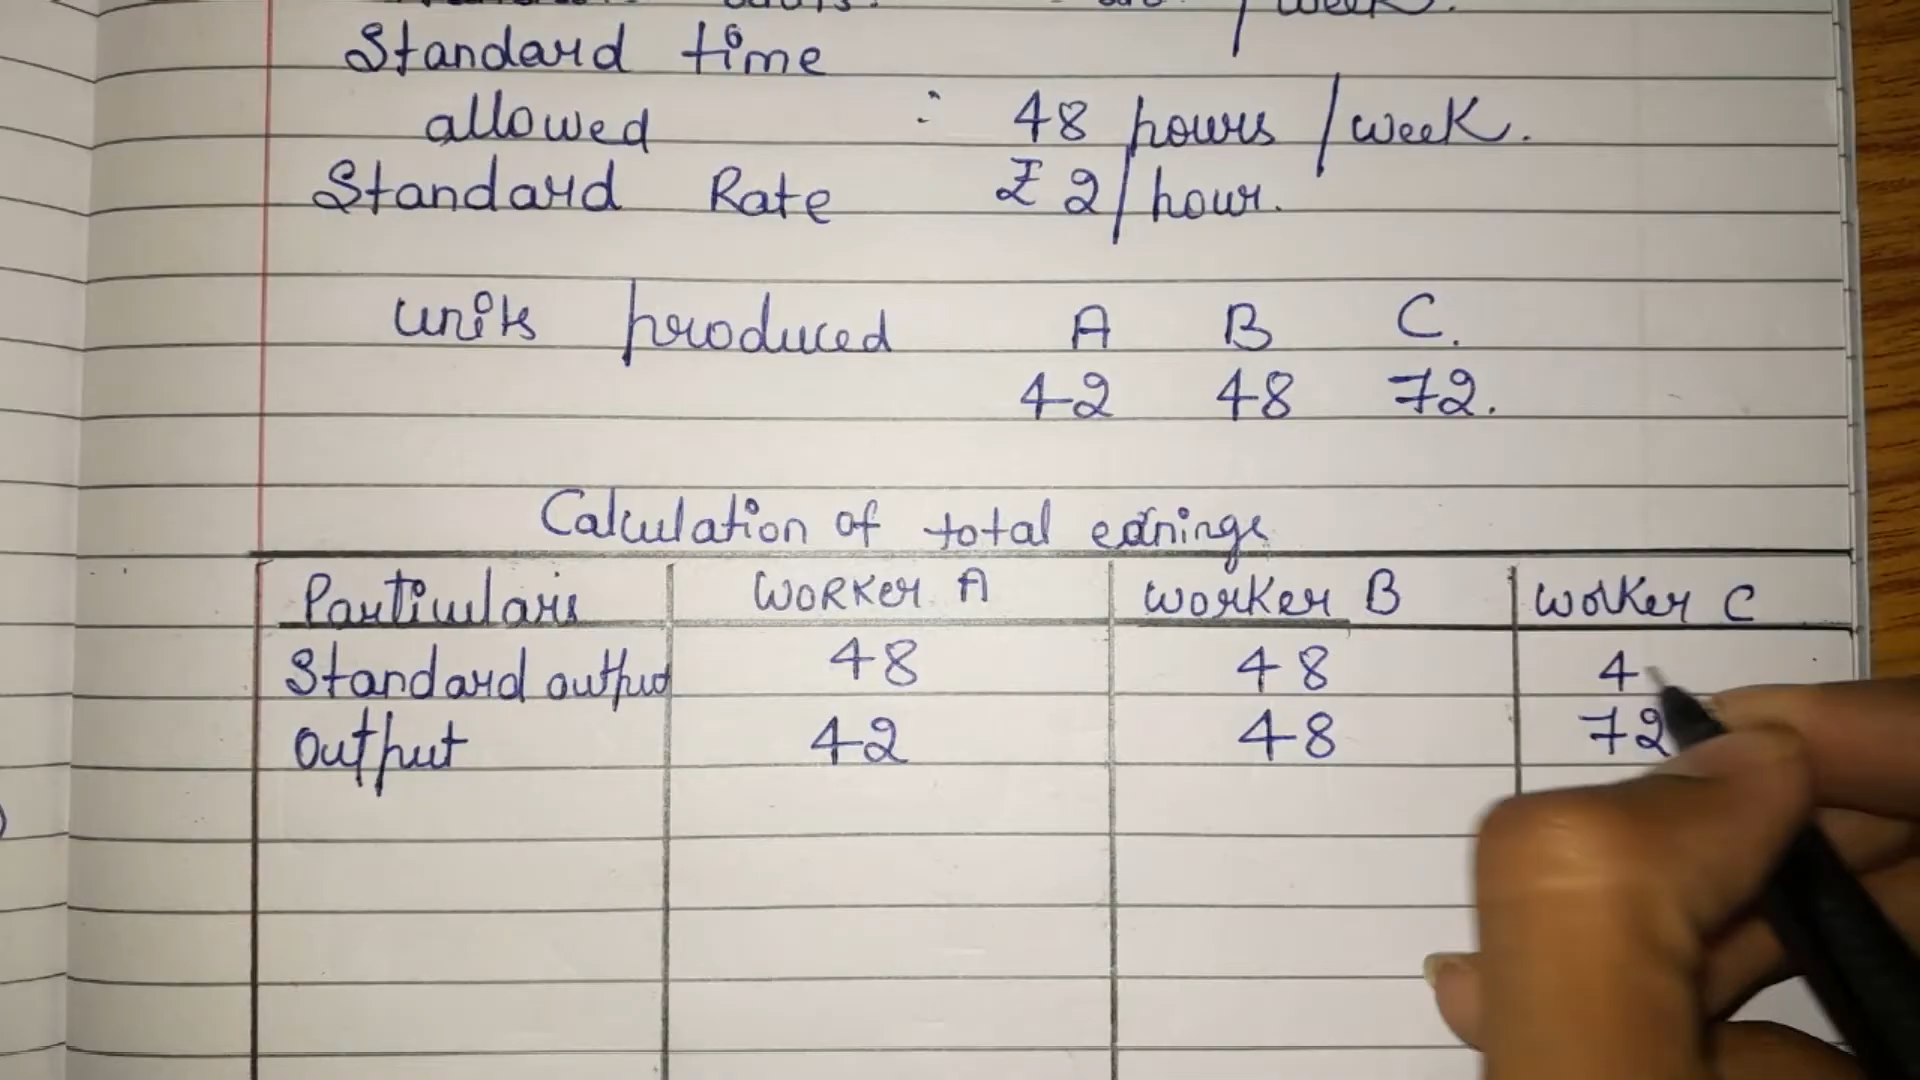 Standard time
allowed : 48 hours / week.
Standard Rate ₹ 2/hour.
units produced A B C.
42 48 72.
Calculation of total earnings
Particulars WORKER A Worker B Worker C
Standard output 48 48 4
output 42 48 72